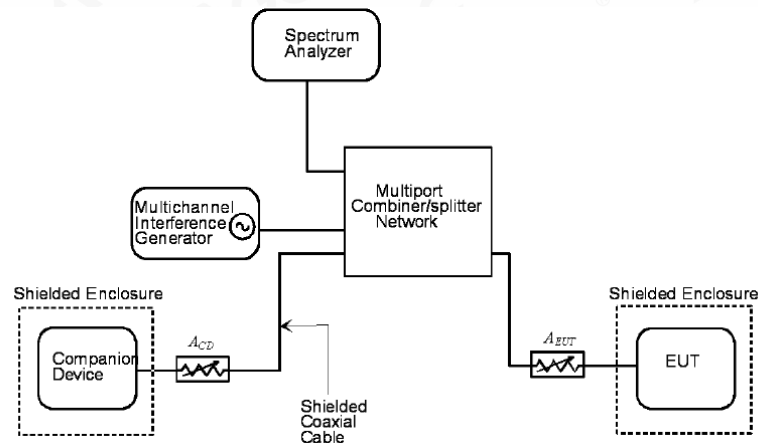 Spectrum
Analyzer
Multiport
Combiner/splitter
Network
Multichannel
Interference
Generator
Shielded Enclosure
Shielded Enclosure
A_CD
A_EUT
Companion
Device
EUT
Shielded
Coaxial
Cable